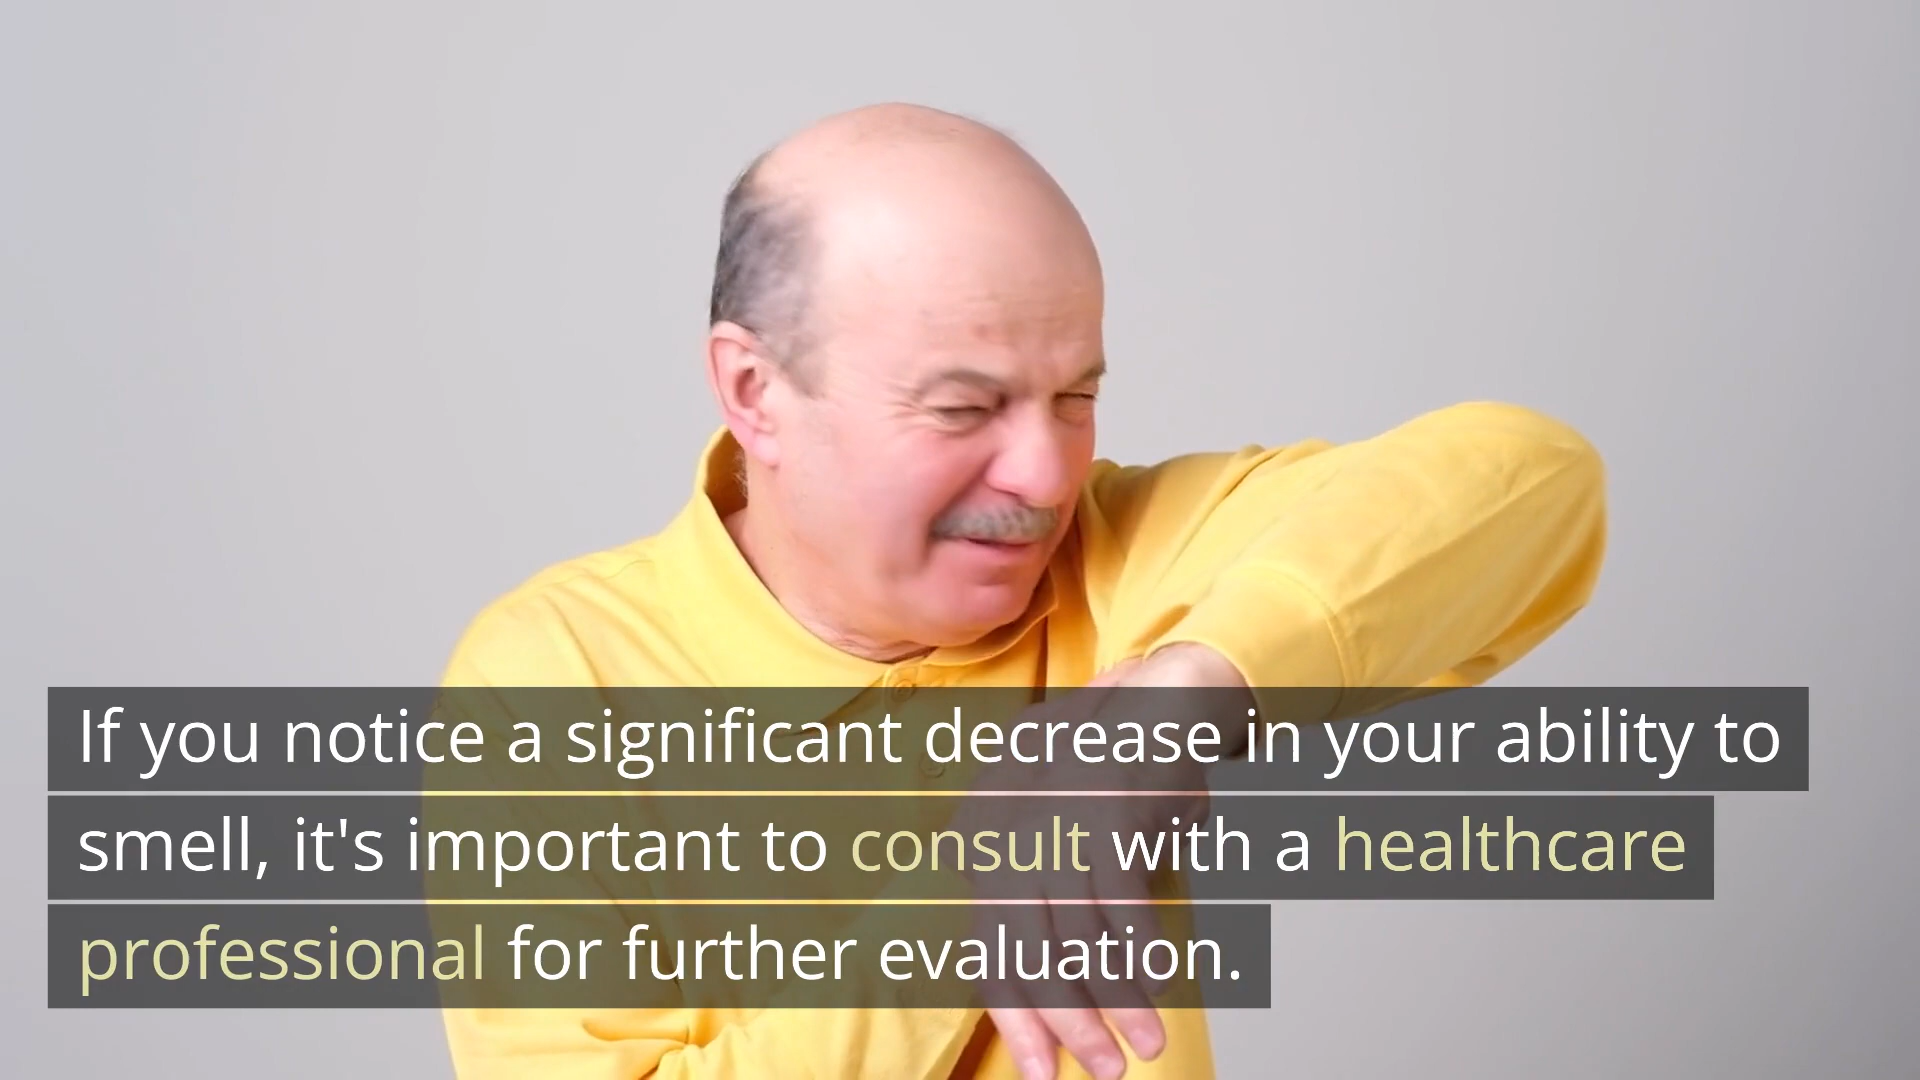 If you notice a significant decrease in your ability to
smell, it's important to consult with a healthcare
professional for further evaluation.